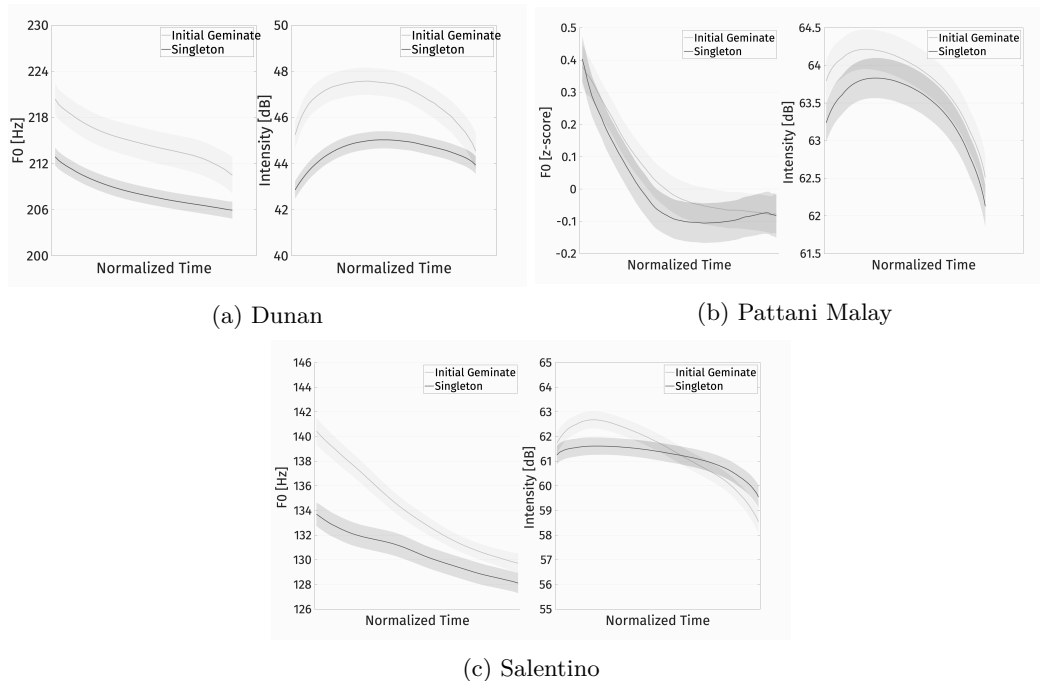 230
224
218
212
206
200
F0 [Hz]
Normalized Time
Initial Geminate
Singleton
50
48
46
44
42
40
Intensity [dB]
Normalized Time
Initial Geminate
Singleton
(a) Dunan
0.5
0.4
0.3
0.2
0.1
0
-0.1
-0.2
F0 [z-score]
Normalized Time
Initial Geminate
Singleton
64.5
64
63.5
63
62.5
62
61.5
Intensity [dB]
Normalized Time
Initial Geminate
Singleton
(b) Pattani Malay
146
144
142
140
138
136
134
132
130
128
126
F0 [Hz]
Normalized Time
Initial Geminate
Singleton
65
64
63
62
61
60
59
58
57
56
55
Intensity [dB]
Normalized Time
Initial Geminate
Singleton
(c) Salentino